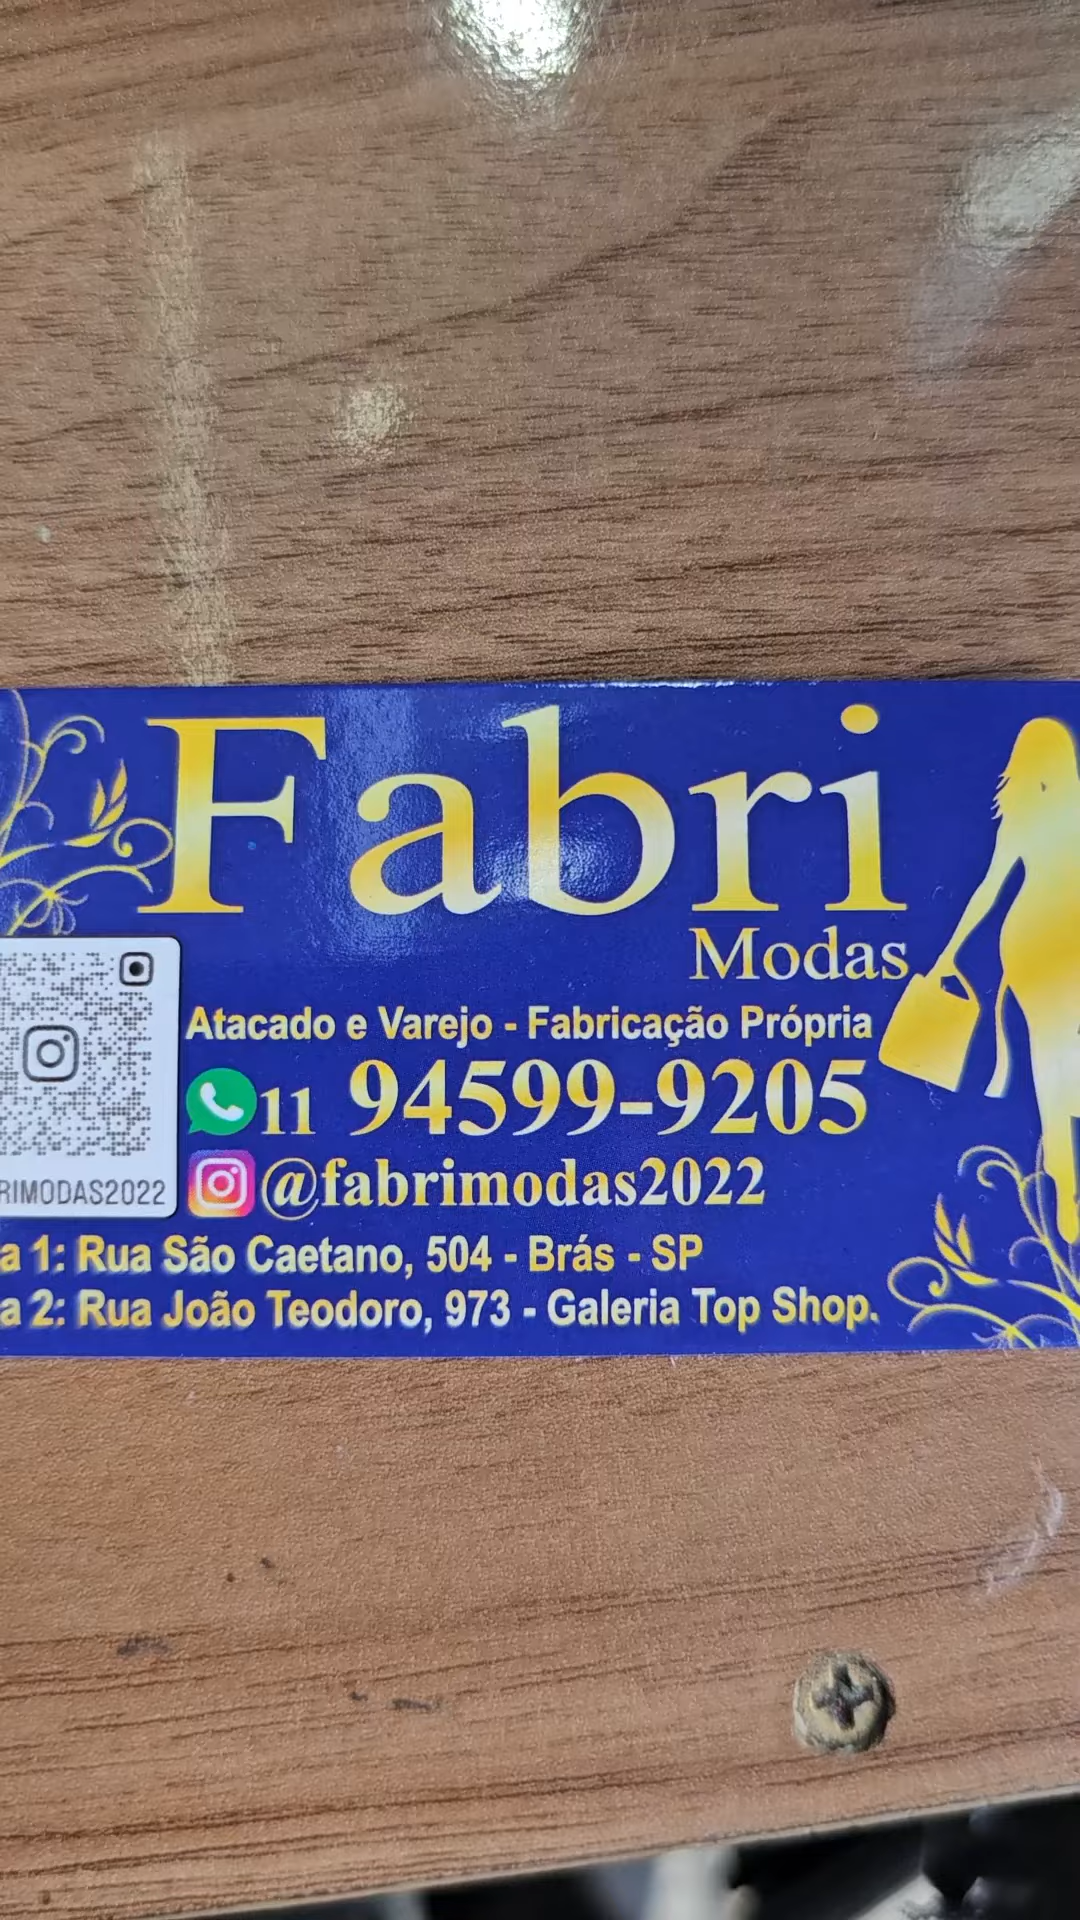 Fabri
Modas
Atacado e Varejo - Fabricação Própria
11 94599-9205
@fabrimodas2022
RIMODAS2022
a 1: Rua São Caetano, 504 - Brás - SP
a 2: Rua João Teodoro, 973 - Galeria Top Shop.